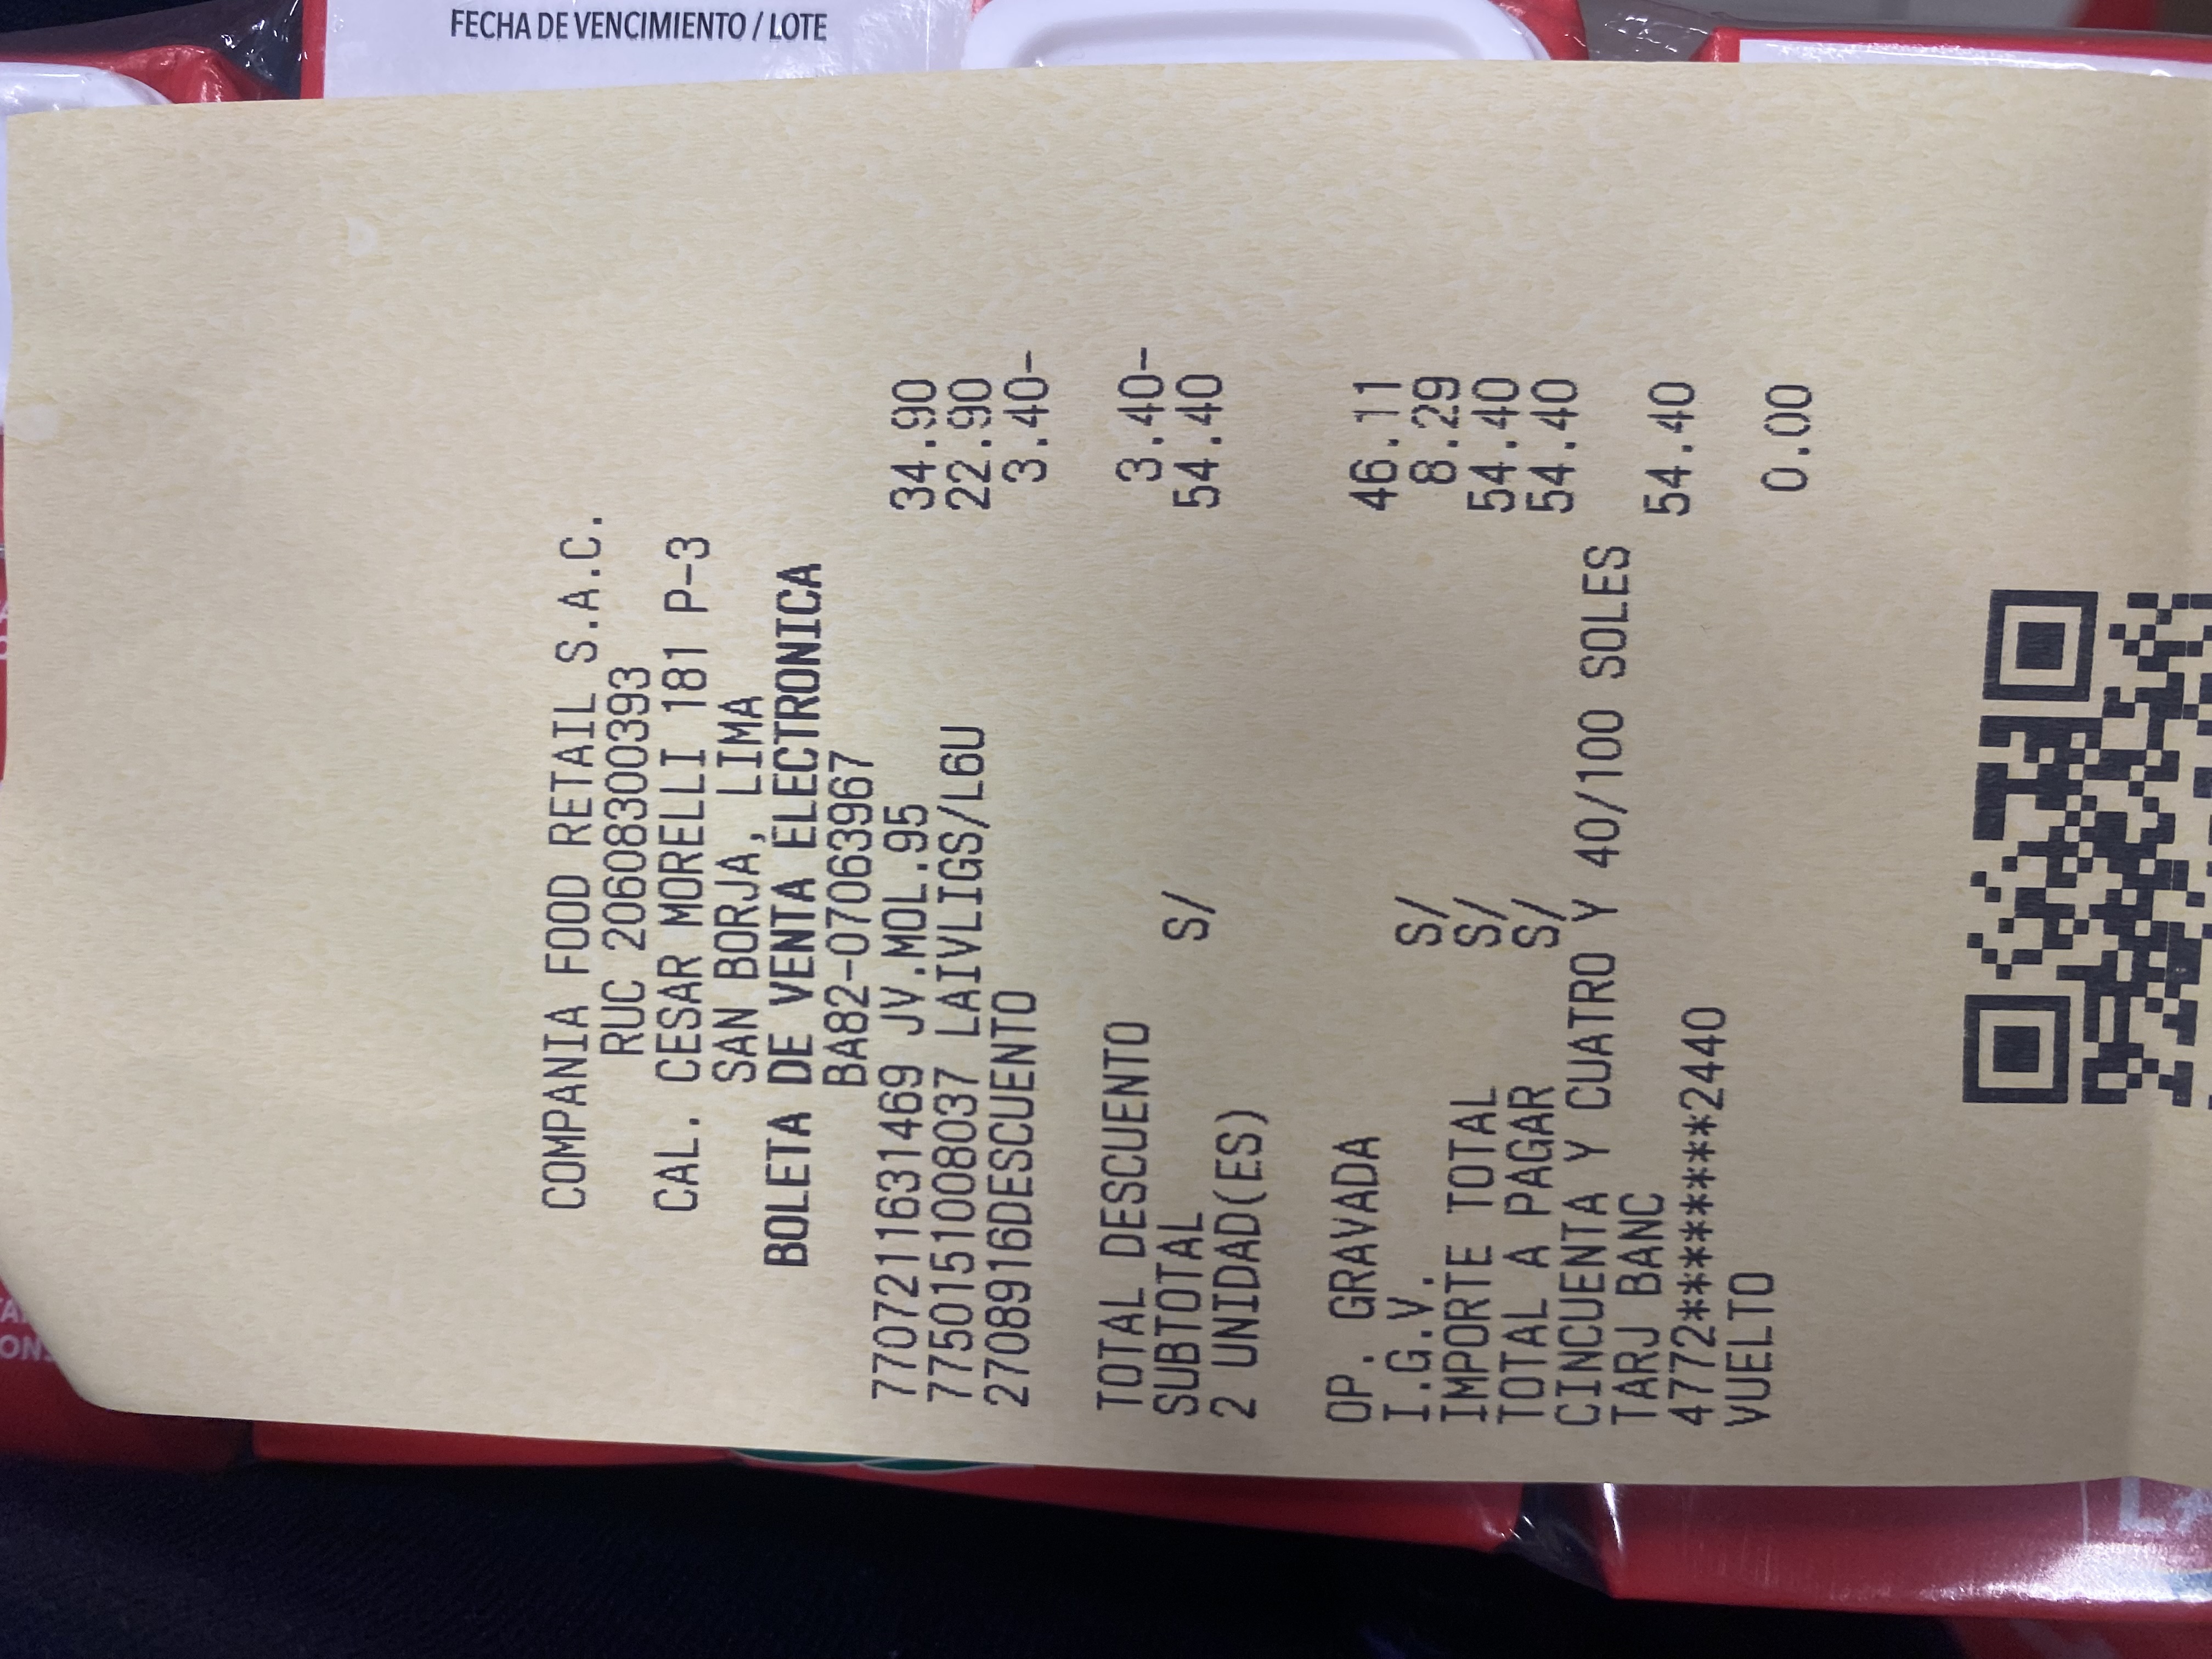 COMPANIA FOOD RETAIL S.A.C.
RUC 20608300393
CAL. CESAR MORELLI 181 P-3
SAN BORJA, LIMA
BOLETA DE VENTA ELECTRONICA
BA82-07063967
7707211631469 JV.MOL.95 34.90
7750151008037 LAIVLIGS/L6U 22.90
2708916DESCUENTO 3.40-
TOTAL DESCUENTO 3.40-
SUBTOTAL S/ 54.40
2 UNIDAD(ES)
OP. GRAVADA 46.11
I.G.V. S/ 8.29
IMPORTE TOTAL S/ 54.40
TOTAL A PAGAR S/ 54.40
CINCUENTA Y CUATRO Y 40/100 SOLES
TARJ BANC 54.40
4772********2440
VUELTO 0.00
FECHA DE VENCIMIENTO / LOTE